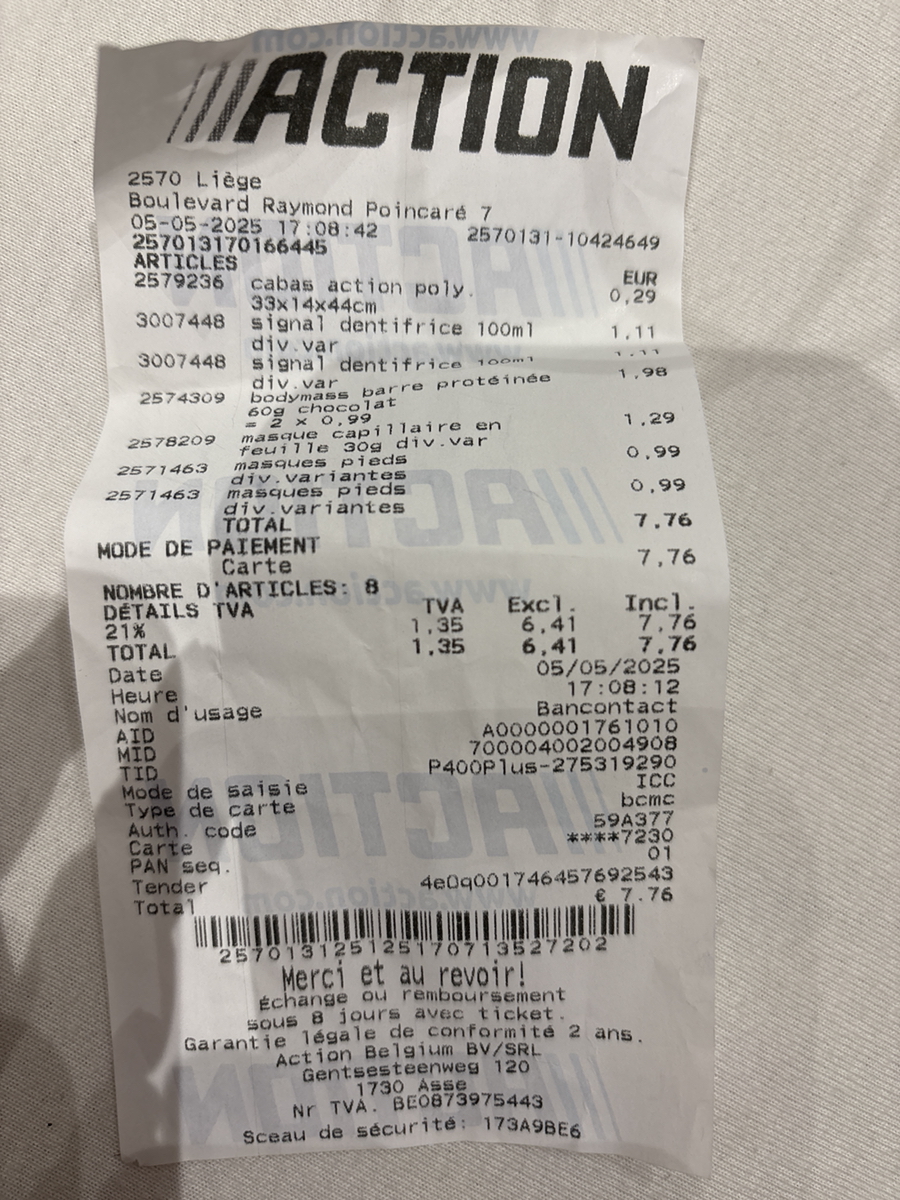 ACTION
2570 Liège
Boulevard Raymond Poincaré 7
05-05-2025 17:08:42 2570131-10424649
257013170166445
ARTICLES EUR
2579236 cabas action poly. 0,29
33x14x44cm
3007448 signal dentifrice 100ml 1,11
div.var
3007448 signal dentifrice 100ml 1,11
div.var
2574309 bodymass barre protéinée 1,98
60g chocolat
= 2 x 0,99
2578209 masque capillaire en 1,29
feuille 30g div.var
2571463 masques pieds 0,99
div.variantes
2571463 masques pieds 0,99
div.variantes
TOTAL 7,76
MODE DE PAIEMENT
Carte 7,76
NOMBRE D'ARTICLES: 8
DÉTAILS TVA TVA Excl. Incl.
21% 1,35 6,41 7,76
TOTAL 1,35 6,41 7,76
Date 05/05/2025
Heure 17:08:12
Nom d'usage Bancontact
AID A0000001761010
MID 700004002004908
TID P400Plus-275319290
Mode de saisie ICC
Type de carte bcmc
Auth. code 59A377
Carte ****7230
PAN seq. 01
Tender 4e0q001746457692543
Total € 7.76
257013125125170713527202
Merci et au revoir!
Échange ou remboursement
sous 8 jours avec ticket.
Garantie légale de conformité 2 ans.
Action Belgium BV/SRL
Gentsesteenweg 120
1730 Asse
Nr TVA. BE0873975443
Sceau de sécurité: 173A9BE6